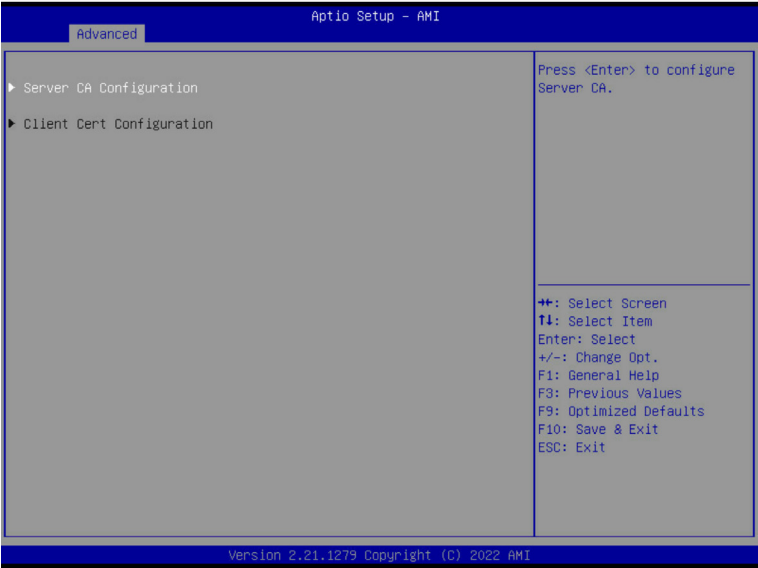 Aptio Setup – AMI
Advanced
▶ Server CA Configuration
▶ Client Cert Configuration
Press <Enter> to configure
Server CA.
→←: Select Screen
↑↓: Select Item
Enter: Select
+/-: Change Opt.
F1: General Help
F3: Previous Values
F9: Optimized Defaults
F10: Save & Exit
ESC: Exit
Version 2.21.1279 Copyright (C) 2022 AMI